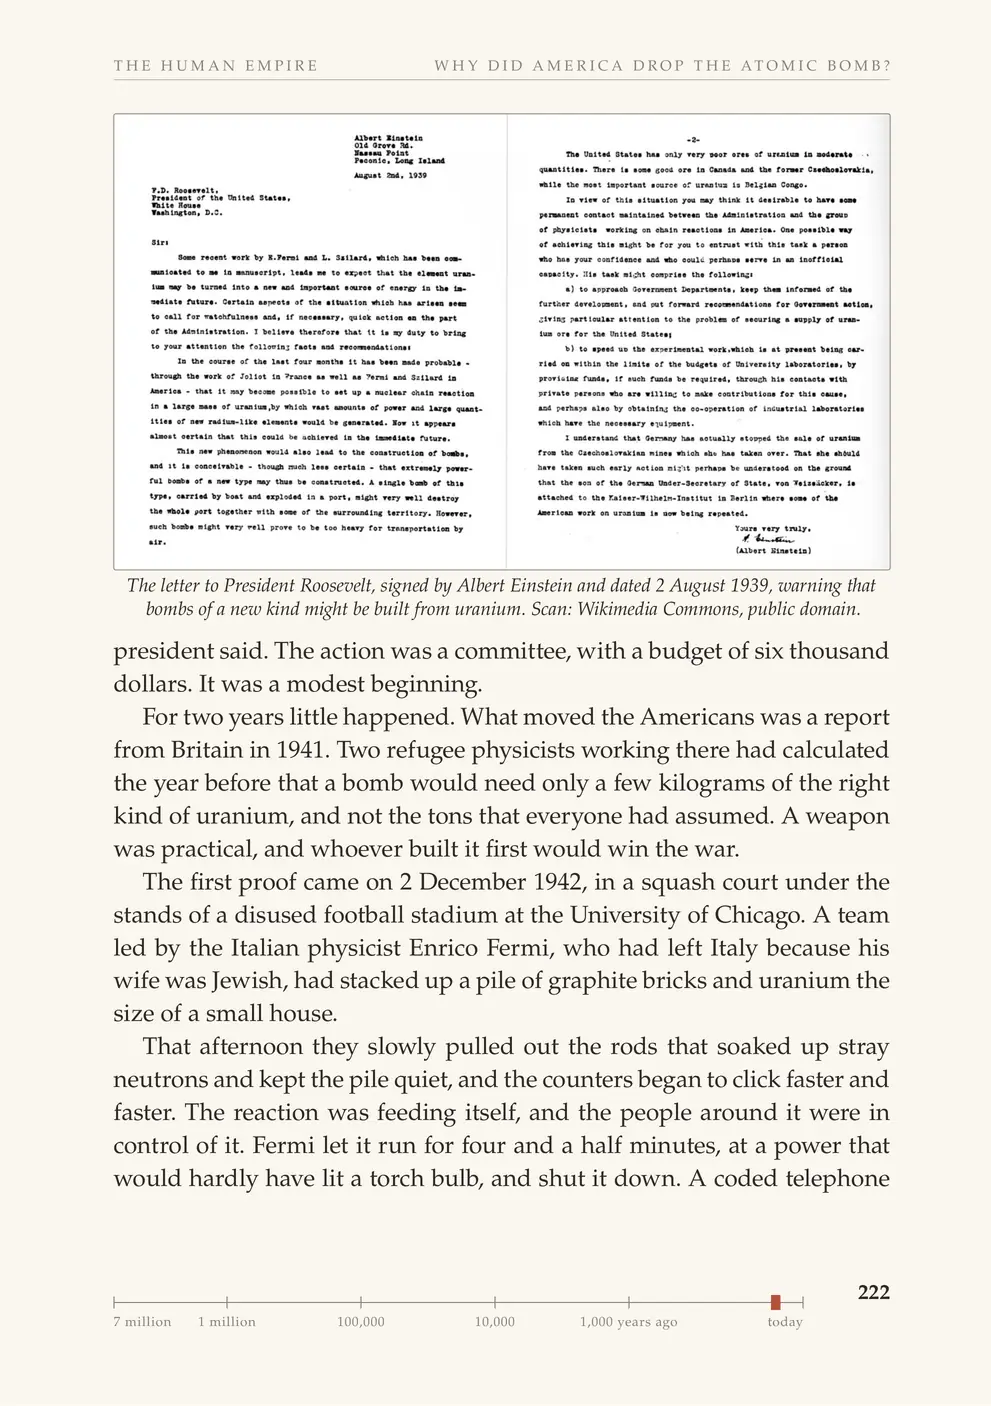 THE HUMAN EMPIRE
WHY DID AMERICA DROP THE ATOMIC BOMB?
Albert Einstein
Old Grove Rd.
Nassau Point
Peconic, Long Island
August 2nd, 1939
F.D. Roosevelt,
President of the United States,
White House
Washington, D.C.
Sir:
Some recent work by E.Fermi and L. Szilard, which has been com-
municated to me in manuscript, leads me to expect that the element uran-
ium may be turned into a new and important source of energy in the im-
mediate future. Certain aspects of the situation which has arisen seem
to call for watchfulness and, if necessary, quick action on the part
of the Administration. I believe therefore that it is my duty to bring
to your attention the following facts and recommendations:
In the course of the last four months it has been made probable -
through the work of Joliot in France as well as Fermi and Szilard in
America - that it may become possible to set up a nuclear chain reaction
in a large mass of uranium,by which vast amounts of power and large quant-
ities of new radium-like elements would be generated. Now it appears
almost certain that this could be achieved in the immediate future.
This new phenomenon would also lead to the construction of bombs,
and it is conceivable - though much less certain - that extremely power-
ful bombs of a new type may thus be constructed. A single bomb of this
type, carried by boat and exploded in a port, might very well destroy
the whole port together with some of the surrounding territory. However,
such bombs might very well prove to be too heavy for transportation by
air.
-2-
The United States has only very poor ores of uranium in moderate
quantities. There is some good ore in Canada and the former Czechoslovakia,
while the most important source of uranium is Belgian Congo.
In view of this situation you may think it desirable to have some
permanent contact maintained between the Administration and the group
of physicists working on chain reactions in America. One possible way
of achieving this might be for you to entrust with this task a person
who has your confidence and who could perhaps serve in an inofficial
capacity. His task might comprise the following:
a) to approach Government Departments, keep them informed of the
further development, and put forward recommendations for Government action,
giving particular attention to the problem of securing a supply of uran-
ium ore for the United States;
b) to speed up the experimental work,which is at present being car-
ried on within the limits of the budgets of University laboratories, by
providing funds, if such funds be required, through his contacts with
private persons who are willing to make contributions for this cause,
and perhaps also by obtaining the co-operation of industrial laboratories
which have the necessary equipment.
I understand that Germany has actually stopped the sale of uranium
from the Czechoslovakian mines which she has taken over. That she should
have taken such early action might perhaps be understood on the ground
that the son of the German Under-Secretary of State, von Weizsäcker, is
attached to the Kaiser-Wilhelm-Institut in Berlin where some of the
American work on uranium is now being repeated.
Yours very truly,
A. Einstein
(Albert Einstein)
The letter to President Roosevelt, signed by Albert Einstein and dated 2 August 1939, warning that
bombs of a new kind might be built from uranium. Scan: Wikimedia Commons, public domain.
president said. The action was a committee, with a budget of six thousand
dollars. It was a modest beginning.
For two years little happened. What moved the Americans was a report
from Britain in 1941. Two refugee physicists working there had calculated
the year before that a bomb would need only a few kilograms of the right
kind of uranium, and not the tons that everyone had assumed. A weapon
was practical, and whoever built it first would win the war.
The first proof came on 2 December 1942, in a squash court under the
stands of a disused football stadium at the University of Chicago. A team
led by the Italian physicist Enrico Fermi, who had left Italy because his
wife was Jewish, had stacked up a pile of graphite bricks and uranium the
size of a small house.
That afternoon they slowly pulled out the rods that soaked up stray
neutrons and kept the pile quiet, and the counters began to click faster and
faster. The reaction was feeding itself, and the people around it were in
control of it. Fermi let it run for four and a half minutes, at a power that
would hardly have lit a torch bulb, and shut it down. A coded telephone
222
7 million
1 million
100,000
10,000
1,000 years ago
today